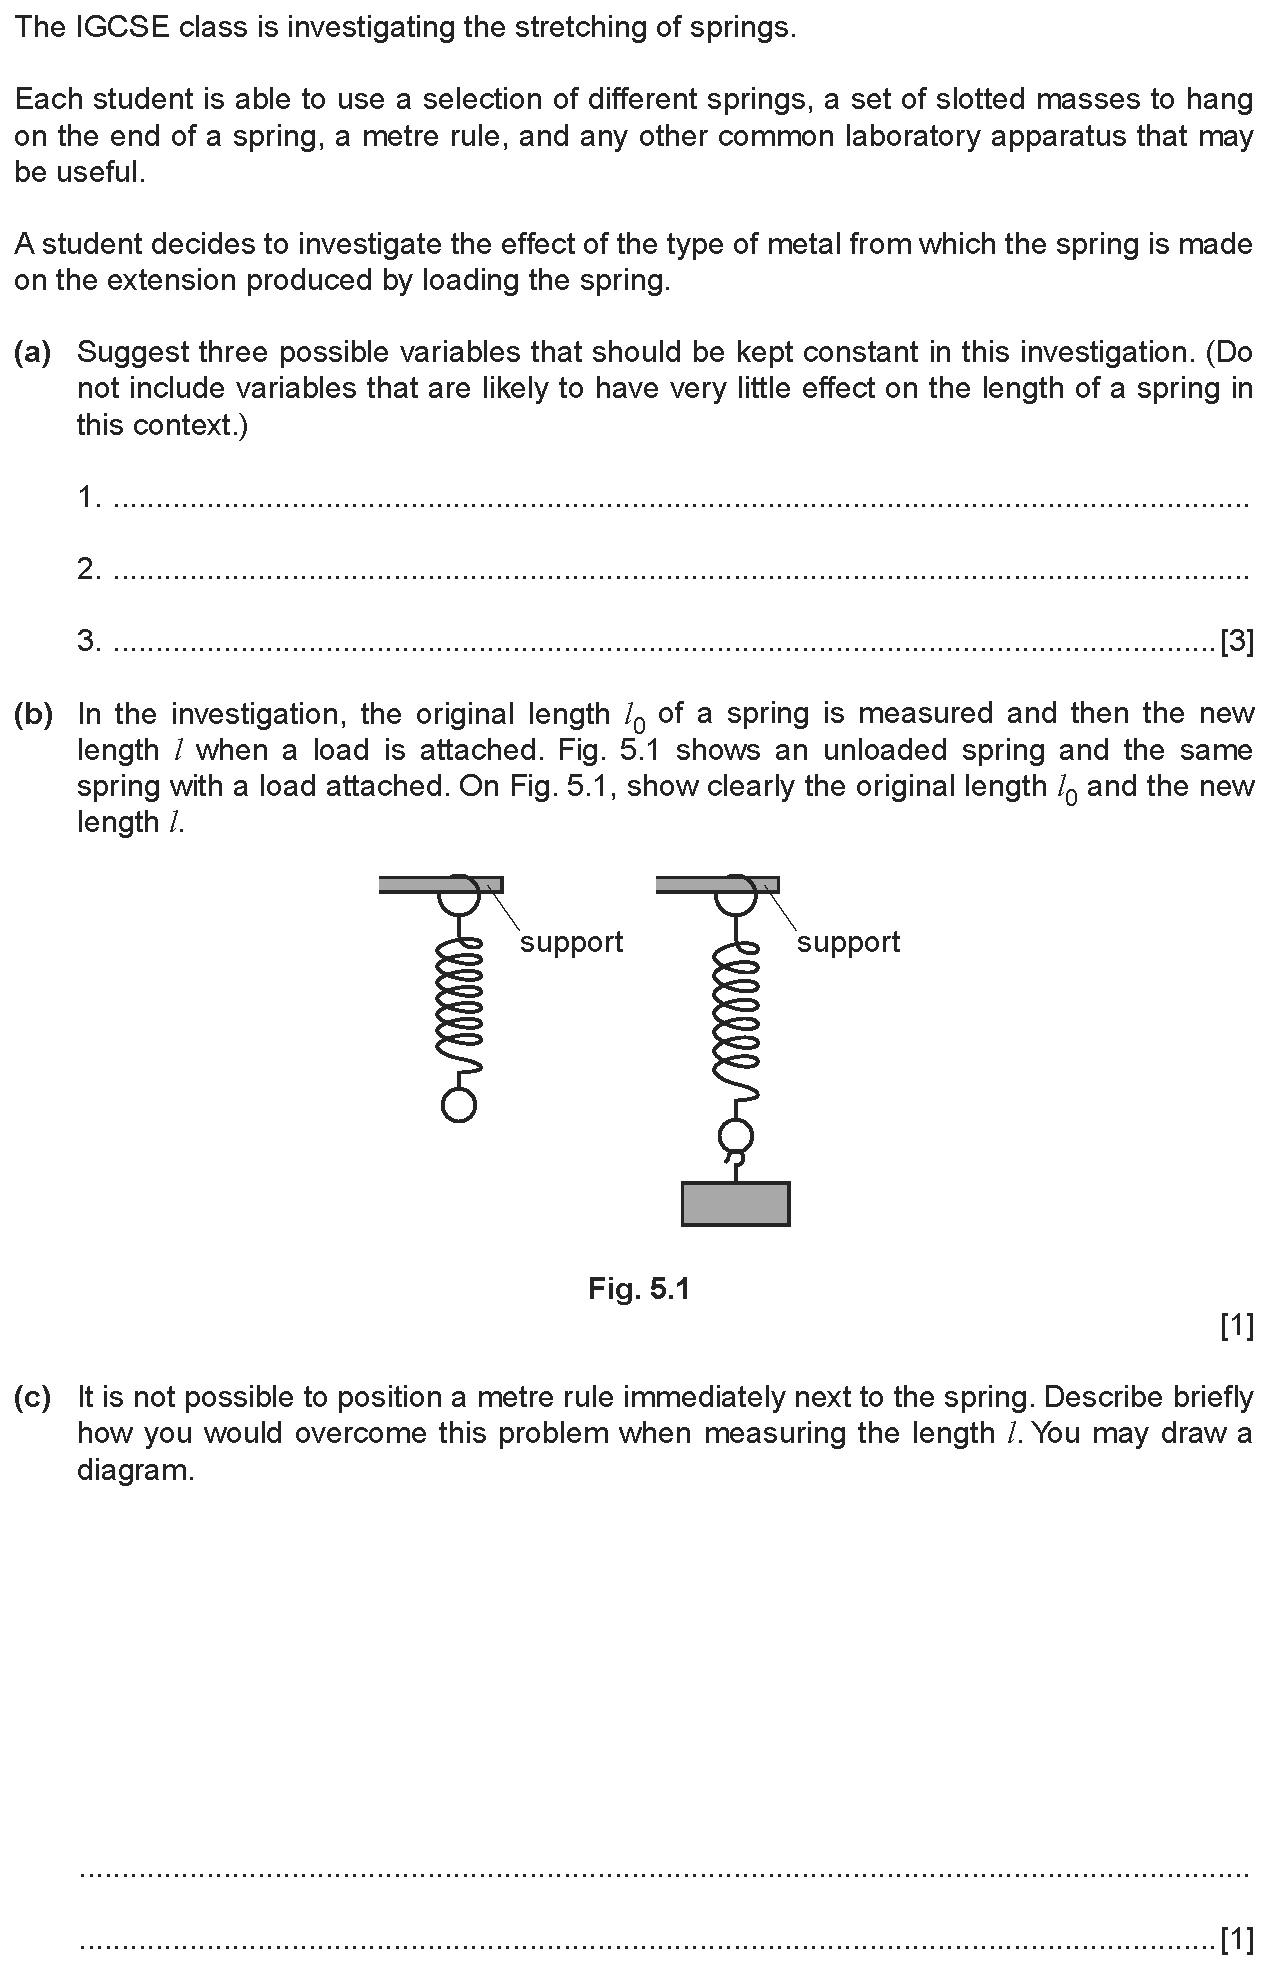 The IGCSE class is investigating the stretching of springs.
Each student is able to use a selection of different springs, a set of slotted masses to hang
on the end of a spring, a metre rule, and any other common laboratory apparatus that may
be useful.
A student decides to investigate the effect of the type of metal from which the spring is made
on the extension produced by loading the spring.
(a) Suggest three possible variables that should be kept constant in this investigation. (Do
not include variables that are likely to have very little effect on the length of a spring in
this context.)
1. ........................................................................................................................
2. ........................................................................................................................
3. ....................................................................................................................[3]
(b) In the investigation, the original length l₀ of a spring is measured and then the new
length l when a load is attached. Fig. 5.1 shows an unloaded spring and the same
spring with a load attached. On Fig. 5.1, show clearly the original length l₀ and the new
length l.
support support
Fig. 5.1
[1]
(c) It is not possible to position a metre rule immediately next to the spring. Describe briefly
how you would overcome this problem when measuring the length l. You may draw a
diagram.
........................................................................................................................
....................................................................................................................[1]